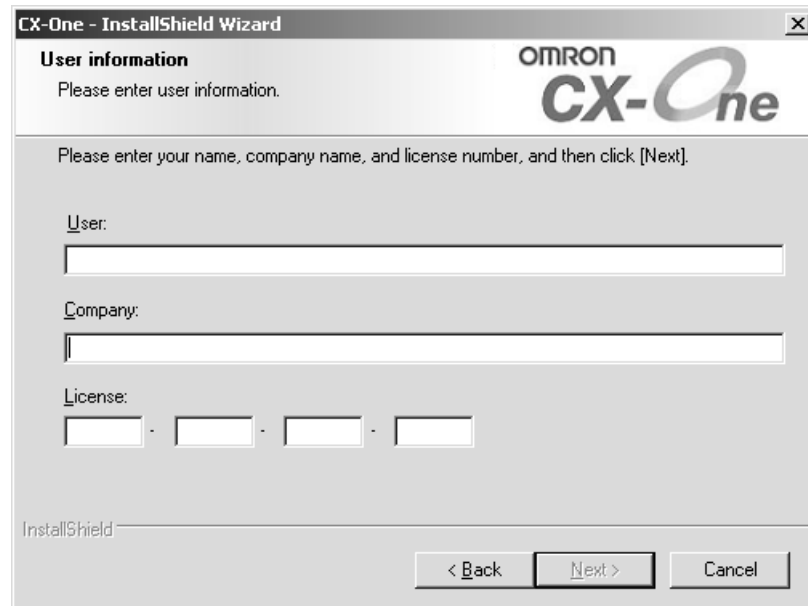 CX-One - InstallShield Wizard
User information
Please enter user information.
OMRON
CX-One
Please enter your name, company name, and license number, and then click [Next].
User:
Company:
License:
- - -
InstallShield
< Back Next > Cancel